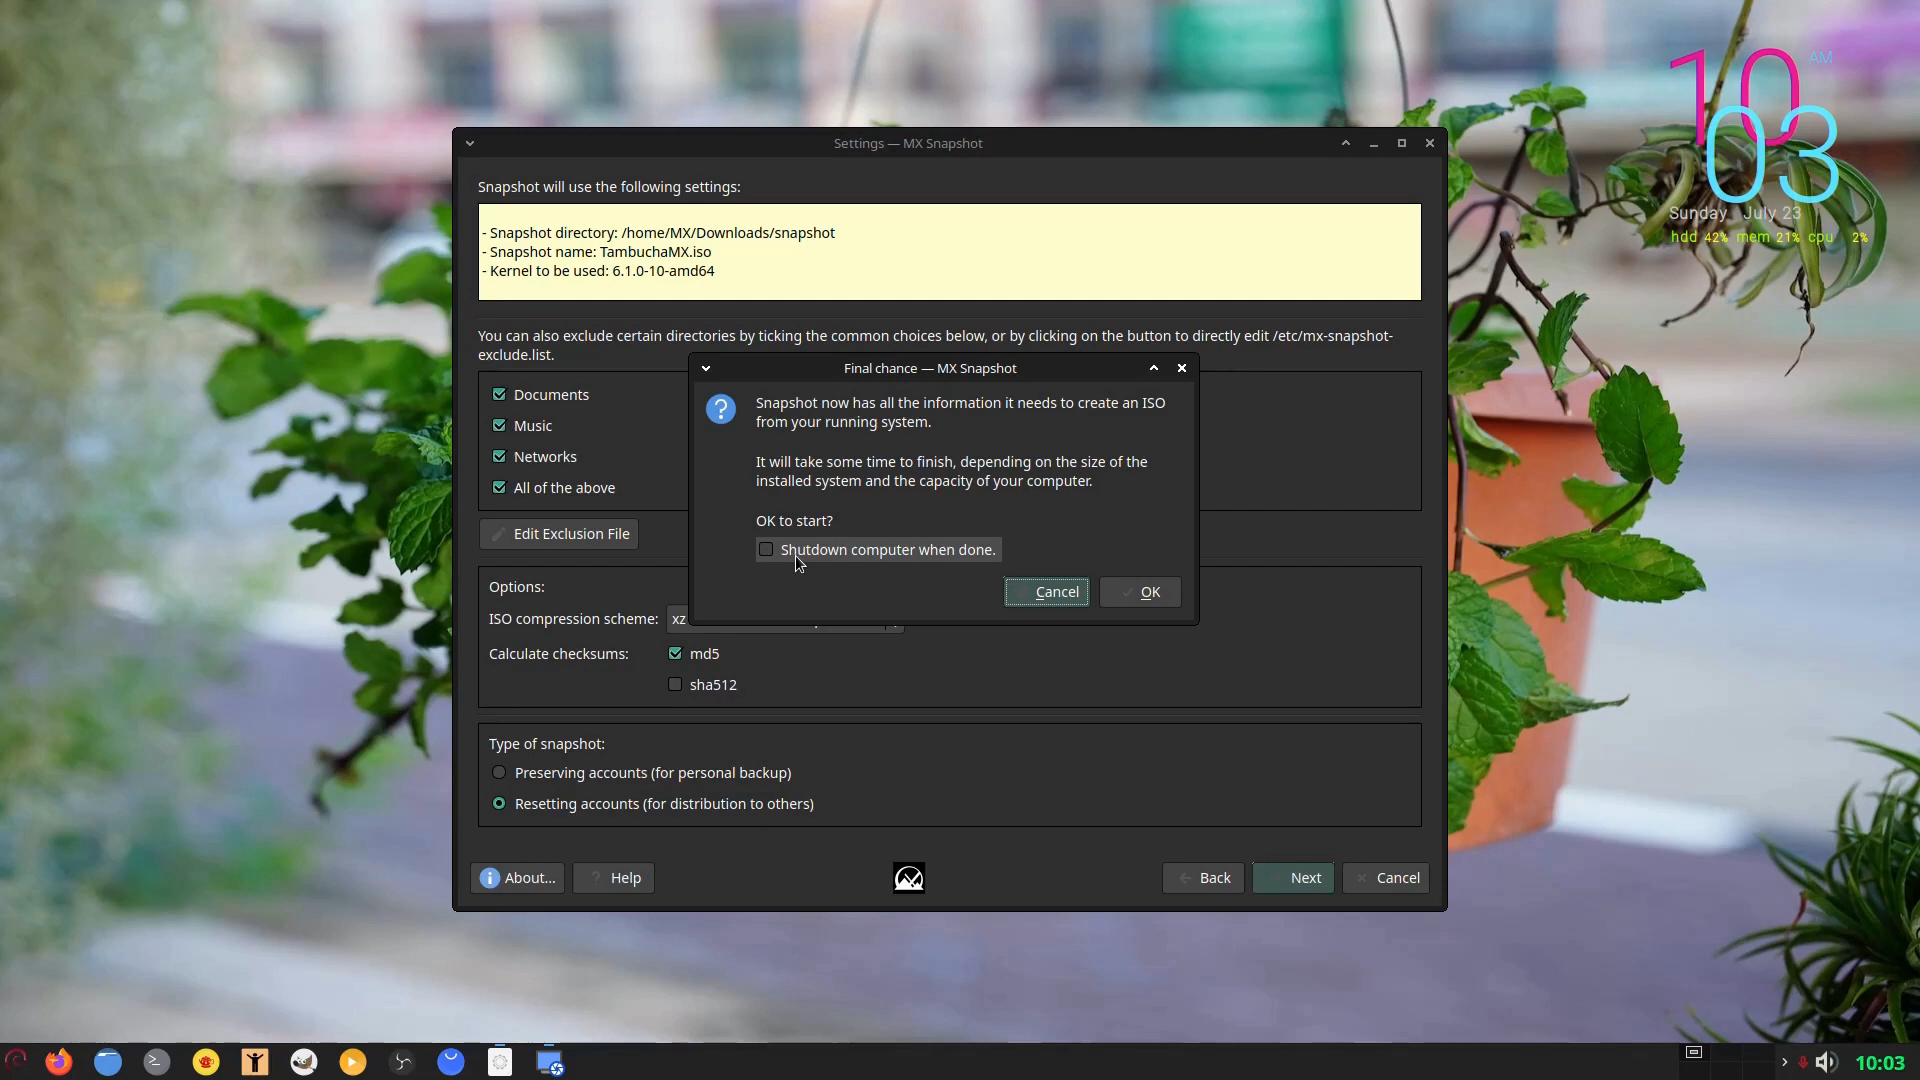 10 AM
03
Sunday July 23
hdd 42% mem 21% cpu 2%
Settings — MX Snapshot
Snapshot will use the following settings:
- Snapshot directory: /home/MX/Downloads/snapshot
- Snapshot name: TambuchaMX.iso
- Kernel to be used: 6.1.0-10-amd64
You can also exclude certain directories by ticking the common choices below, or by clicking on the button to directly edit /etc/mx-snapshot-
exclude.list.
Documents
Music
Networks
All of the above
Edit Exclusion File
Final chance — MX Snapshot
Snapshot now has all the information it needs to create an ISO
from your running system.
It will take some time to finish, depending on the size of the
installed system and the capacity of your computer.
OK to start?
Shutdown computer when done.
Cancel
OK
Options:
ISO compression scheme: xz
Calculate checksums:
md5
sha512
Type of snapshot:
Preserving accounts (for personal backup)
Resetting accounts (for distribution to others)
About...
Help
Back
Next
Cancel
10:03